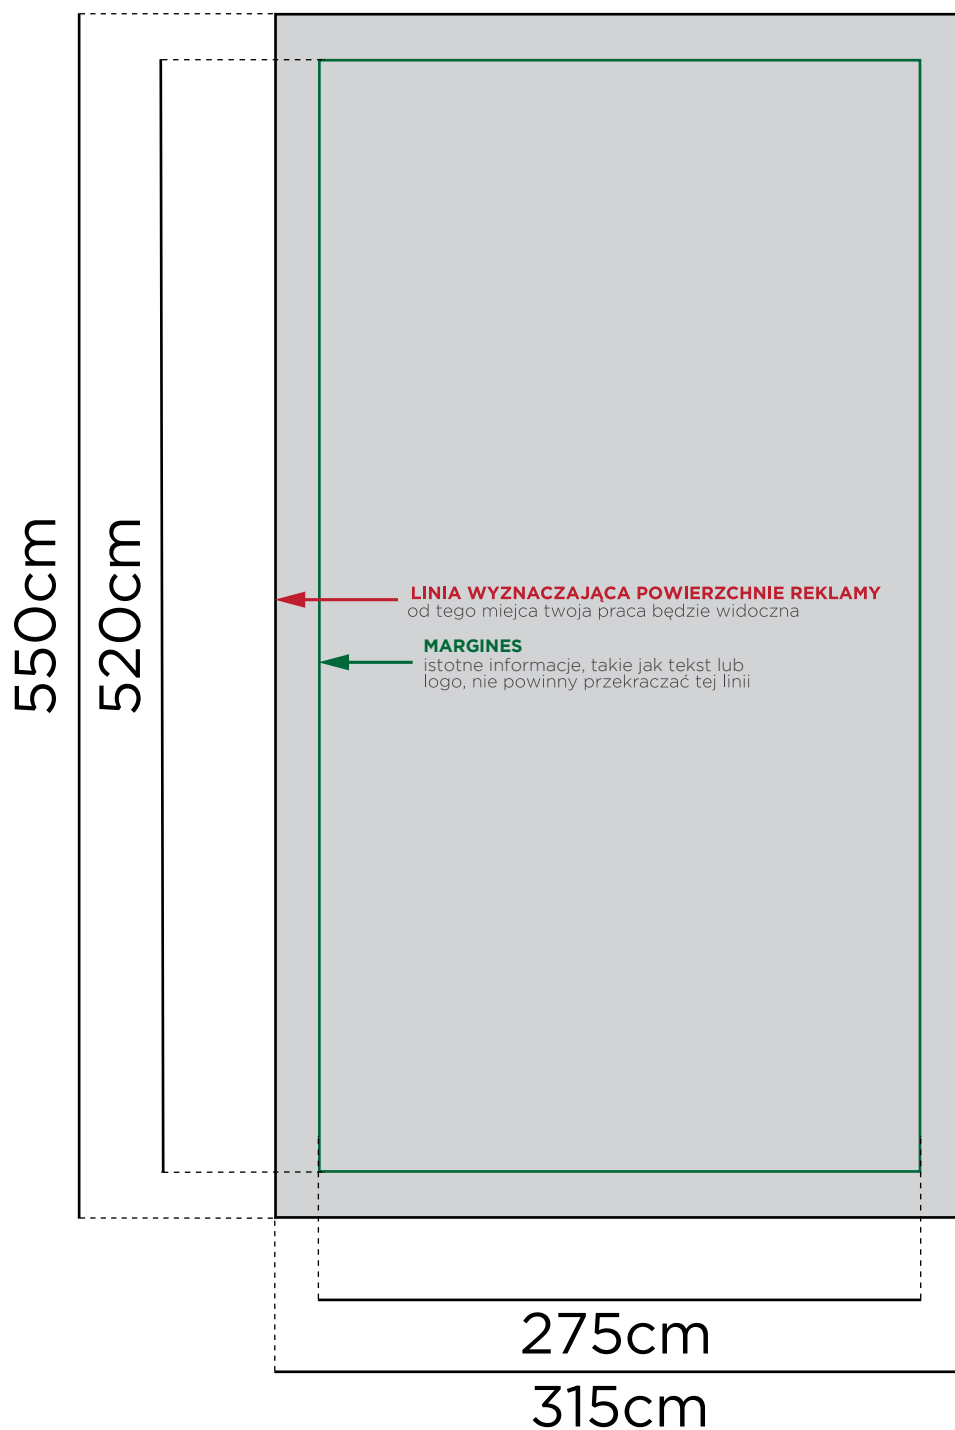 550cm
520cm
LINIA WYZNACZAJĄCA POWIERZCHNIE REKLAMY
od tego miejca twoja praca będzie widoczna
MARGINES
istotne informacje, takie jak tekst lub
logo, nie powinny przekraczać tej linii
275cm
315cm